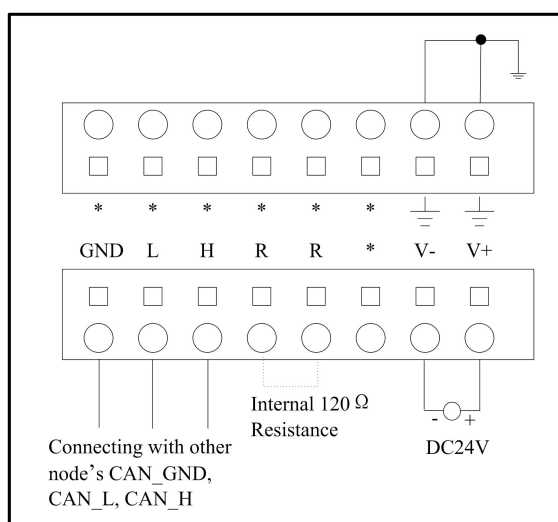 * * * * * *
GND L H R R * V- V+
Internal 120 Ω
Resistance
- +
DC24V
Connecting with other
node's CAN_GND,
CAN_L, CAN_H